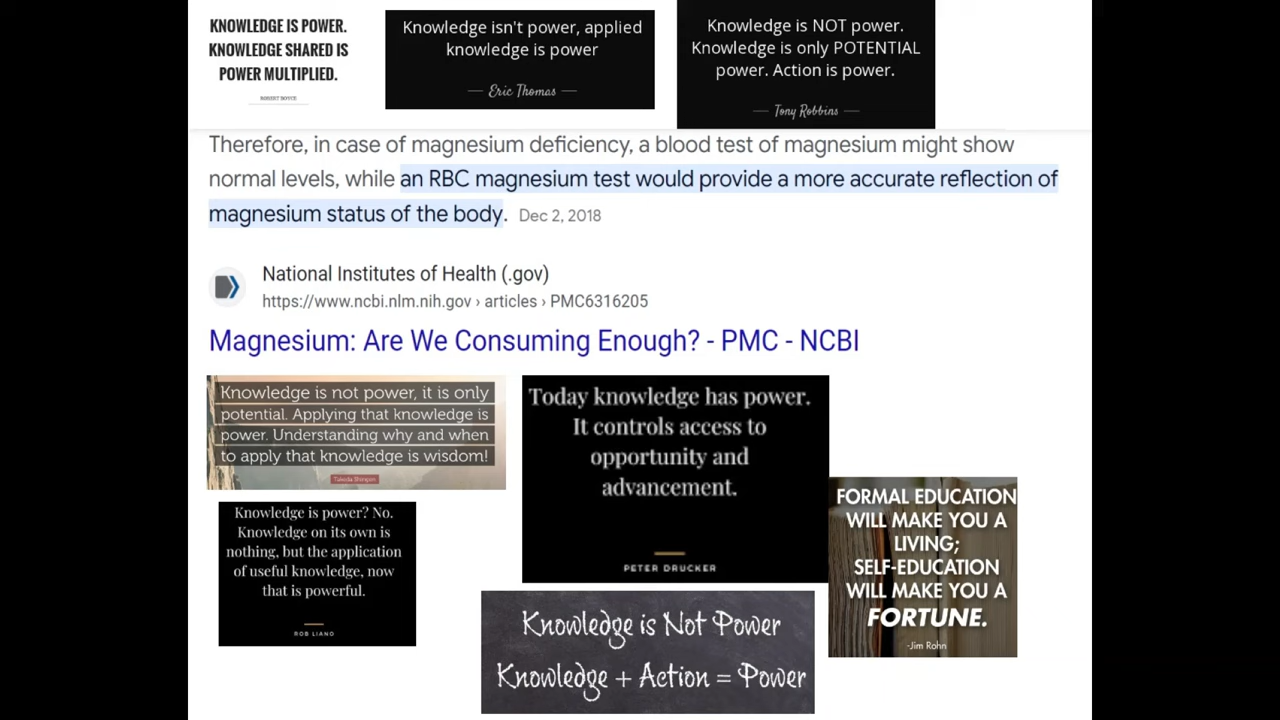 KNOWLEDGE IS POWER.
KNOWLEDGE SHARED IS
POWER MULTIPLIED.
ROBERT BOYCE
Knowledge isn't power, applied
knowledge is power
— Eric Thomas —
Knowledge is NOT power.
Knowledge is only POTENTIAL
power. Action is power.
— Tony Robbins —
Therefore, in case of magnesium deficiency, a blood test of magnesium might show
normal levels, while an RBC magnesium test would provide a more accurate reflection of
magnesium status of the body. Dec 2, 2018
National Institutes of Health (.gov)
https://www.ncbi.nlm.nih.gov › articles › PMC6316205
Magnesium: Are We Consuming Enough? - PMC - NCBI
Knowledge is not power, it is only
potential. Applying that knowledge is
power. Understanding why and when
to apply that knowledge is wisdom!
Takeda Shingen
Today knowledge has power.
It controls access to
opportunity and
advancement.
PETER DRUCKER
Knowledge is power? No.
Knowledge on its own is
nothing, but the application
of useful knowledge, now
that is powerful.
ROB LIANO
FORMAL EDUCATION
WILL MAKE YOU A
LIVING;
SELF-EDUCATION
WILL MAKE YOU A
FORTUNE.
-Jim Rohn
Knowledge is Not Power
Knowledge + Action = Power